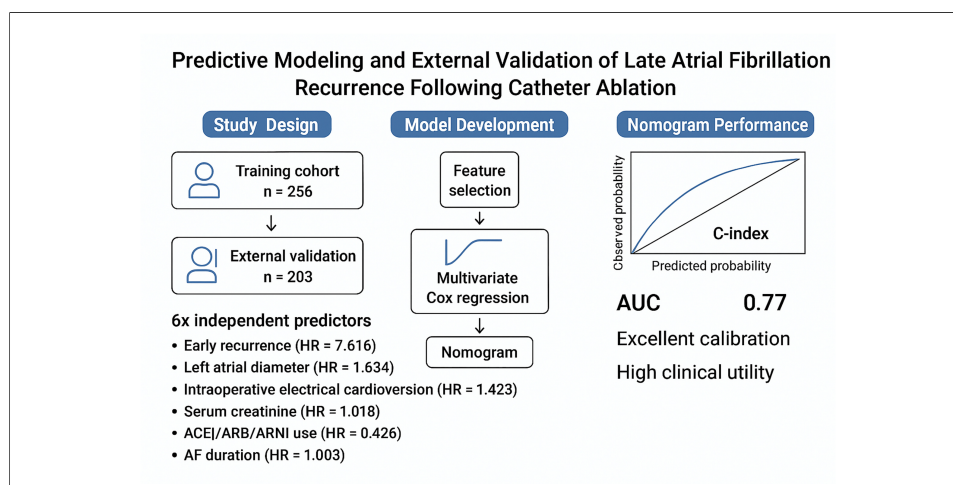 Predictive Modeling and External Validation of Late Atrial Fibrillation
Recurrence Following Catheter Ablation
Study Design
Training cohort
n = 256
External validation
n = 203
6x independent predictors
• Early recurrence (HR = 7.616)
• Left atrial diameter (HR = 1.634)
• Intraoperative electrical cardioversion (HR = 1.423)
• Serum creatinine (HR = 1.018)
• ACE|/ARB/ARNI use (HR = 0.426)
• AF duration (HR = 1.003)
Model Development
Feature
selection
Multivariate
Cox regression
Nomogram
Nomogram Performance
Observed probability
C-index
Predicted probability
AUC 0.77
Excellent calibration
High clinical utility